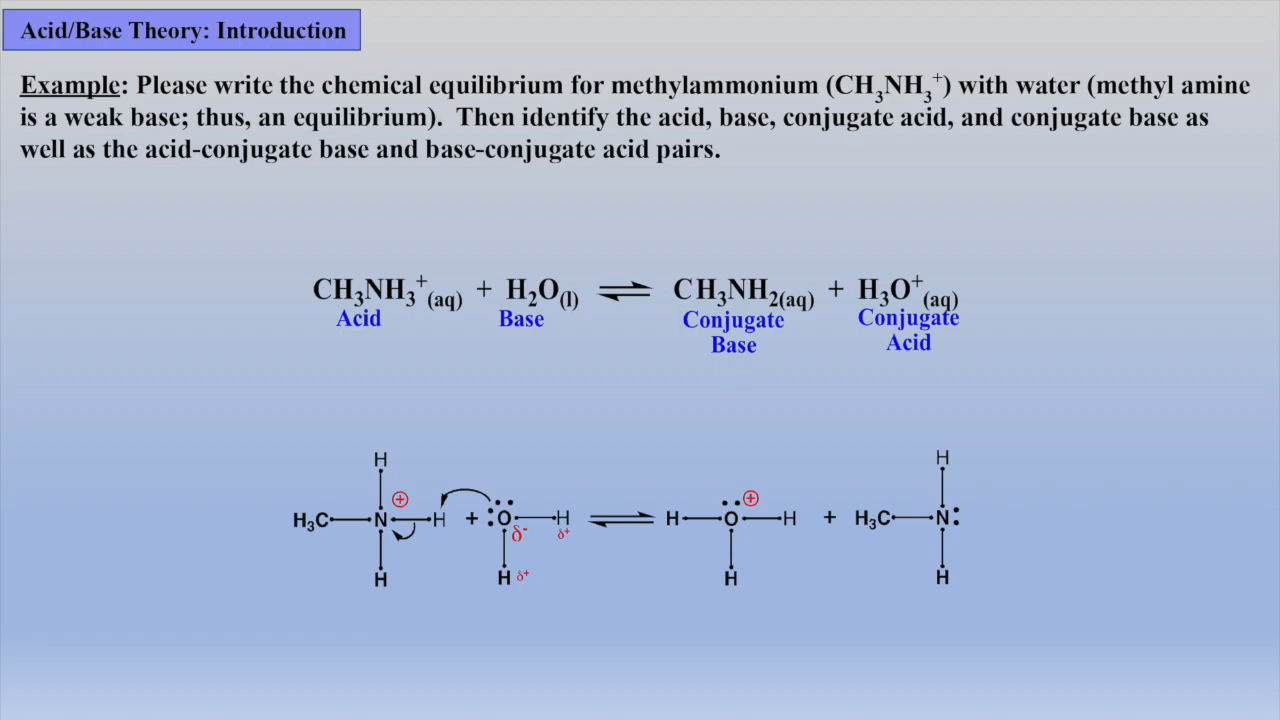 Acid/Base Theory: Introduction
Example: Please write the chemical equilibrium for methylammonium (CH₃NH₃⁺) with water (methyl amine
is a weak base; thus, an equilibrium). Then identify the acid, base, conjugate acid, and conjugate base as
well as the acid-conjugate base and base-conjugate acid pairs.
CH₃NH₃⁺(aq) + H₂O(l) ⇌ CH₃NH₂(aq) + H₃O⁺(aq)
Acid Base Conjugate Base Conjugate Acid
H H
H₃C N ⊕ H + :O: δ- H δ+ ⇌ H O ⊕ H + H₃C N:
H H δ+ H H